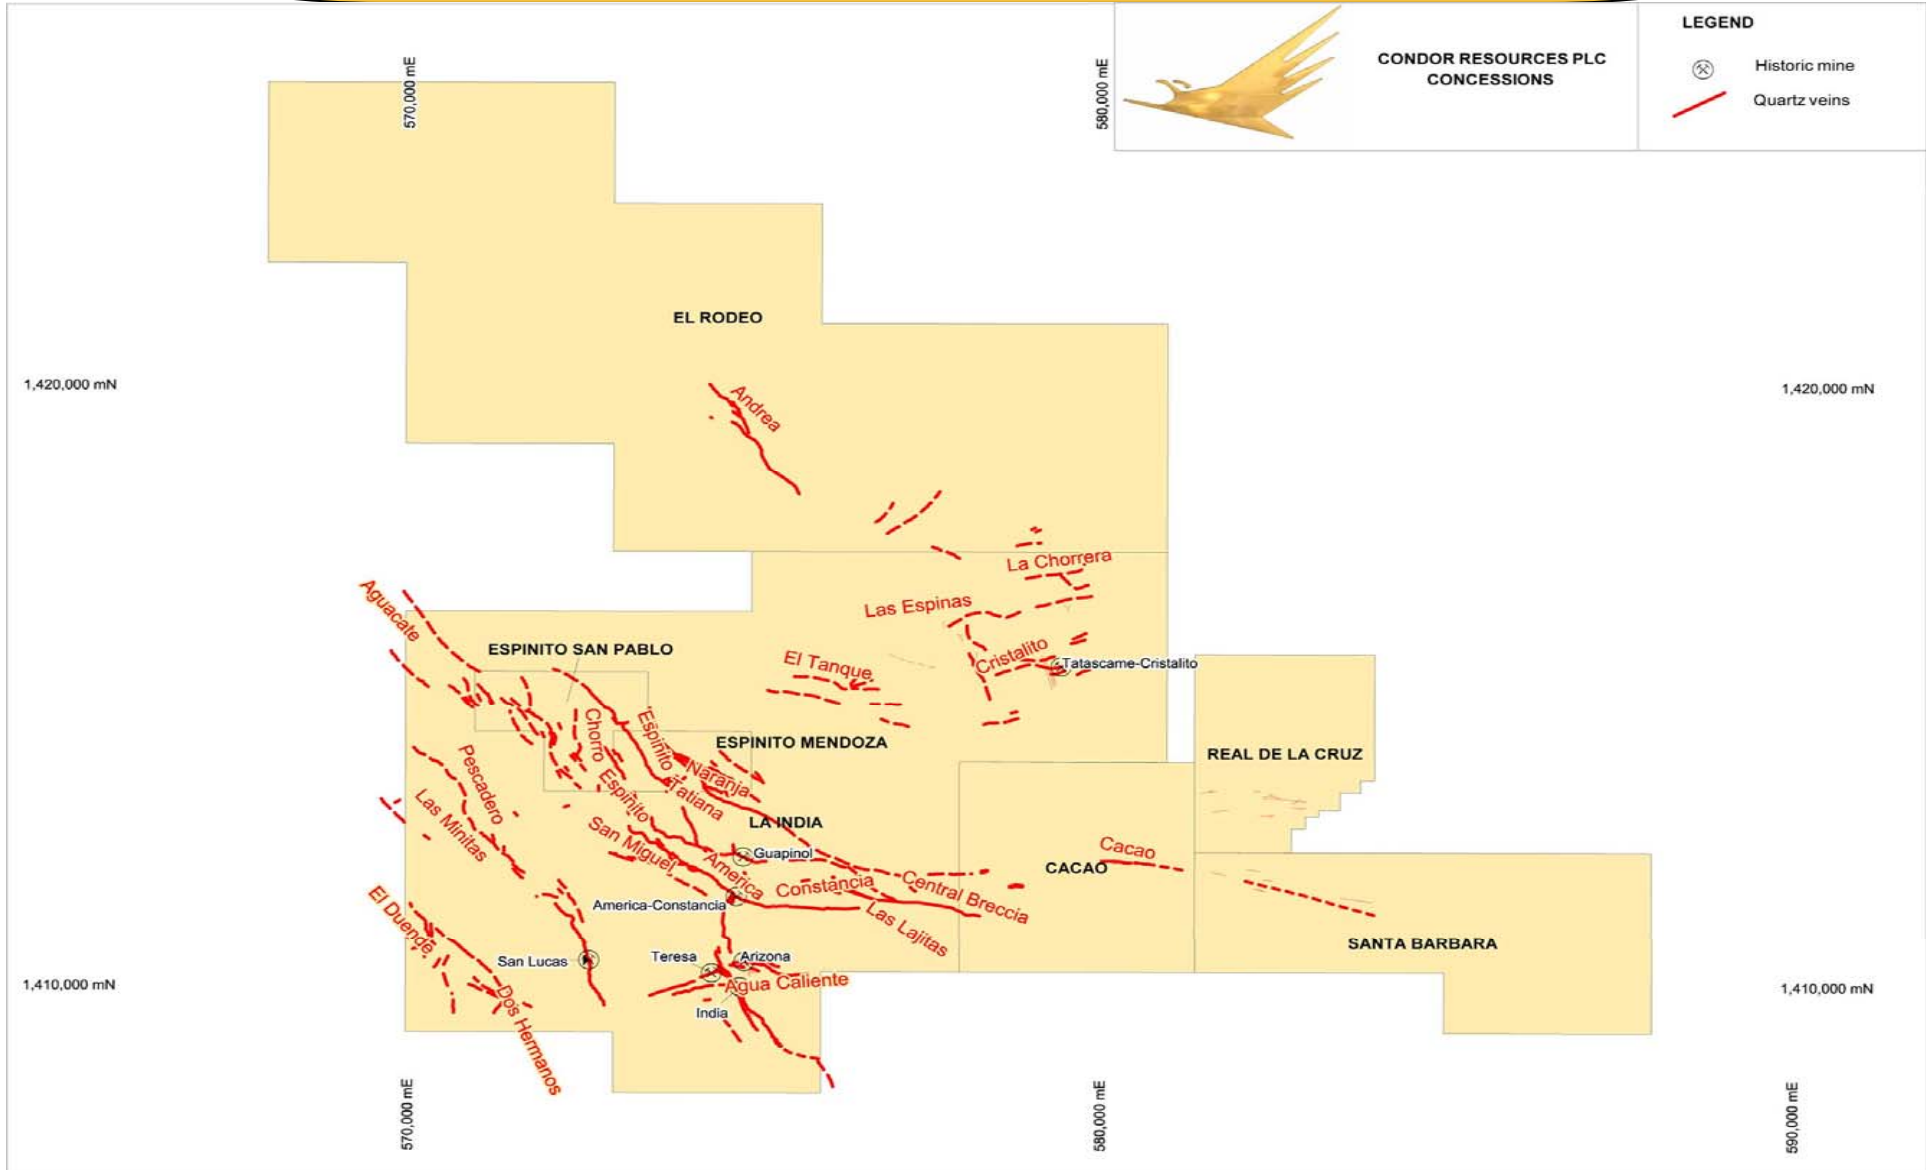 LEGEND
CONDOR RESOURCES PLC
CONCESSIONS
Historic mine
Quartz veins
570,000 mE
580,000 mE
EL RODEO
1,420,000 mN
1,420,000 mN
Andrea
La Chorrera
Aguacate
Las Espinas
ESPINITO SAN PABLO
El Tanque
Cristalito
Tatascame-Cristalito
Chorro
Espinito
ESPINITO MENDOZA
REAL DE LA CRUZ
Pescadero
Naranja
Espinito
Tatiana
Las Minitas
LA INDIA
San Miguel
Guapinol
America
Cacao
CACAO
Constancia
Central Breccia
El Duende
America-Constancia
Las Lajitas
SANTA BARBARA
San Lucas
Teresa
Arizona
1,410,000 mN
Agua Caliente
1,410,000 mN
Dos Hermanos
India
570,000 mE
580,000 mE
590,000 mE